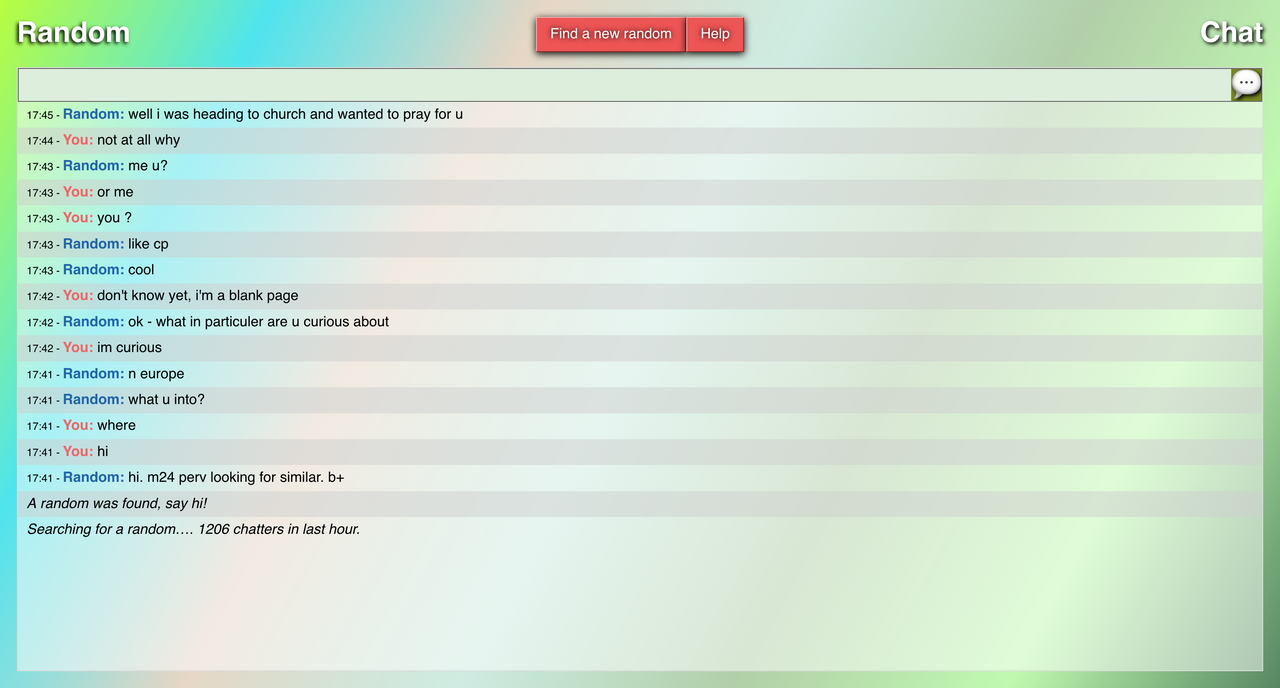 Random
Find a new random
Help
Chat
17:45 - Random: well i was heading to church and wanted to pray for u
17:44 - You: not at all why
17:43 - Random: me u?
17:43 - You: or me
17:43 - You: you ?
17:43 - Random: like cp
17:43 - Random: cool
17:42 - You: don't know yet, i'm a blank page
17:42 - Random: ok - what in particuler are u curious about
17:42 - You: im curious
17:41 - Random: n europe
17:41 - Random: what u into?
17:41 - You: where
17:41 - You: hi
17:41 - Random: hi. m24 perv looking for similar. b+
A random was found, say hi!
Searching for a random…. 1206 chatters in last hour.